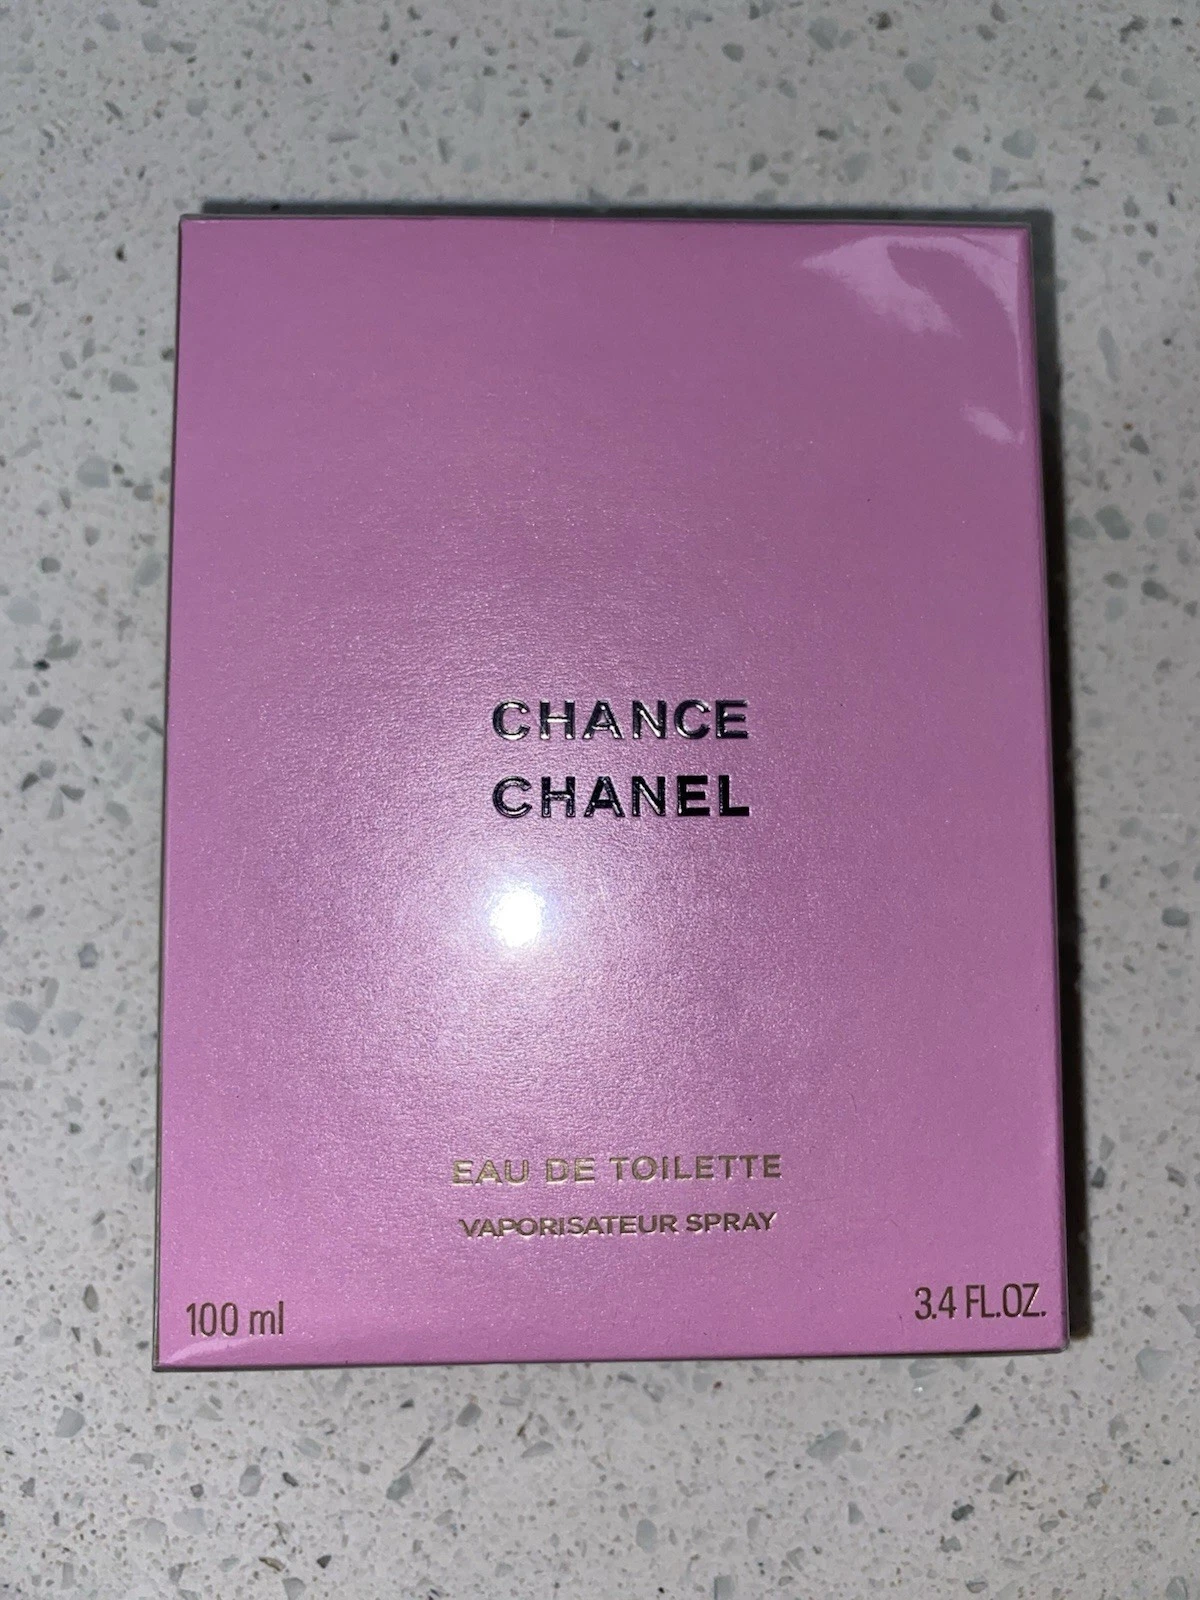 CHANCE
CHANEL
EAU DE TOILETTE
VAPORISATEUR SPRAY
100 ml
3.4 FL.OZ.